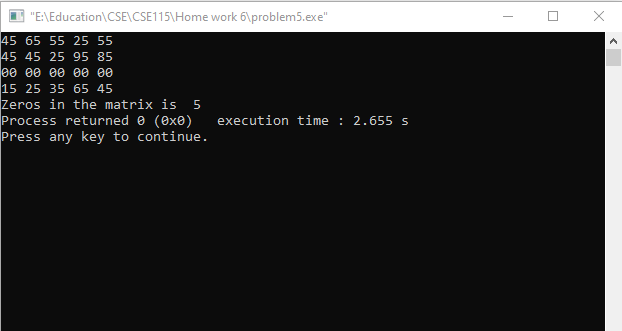 "E:\Education\CSE\CSE115\Home work 6\problem5.exe"
45 65 55 25 55
45 45 25 95 85
00 00 00 00 00
15 25 35 65 45
Zeros in the matrix is  5
Process returned 0 (0x0)   execution time : 2.655 s
Press any key to continue.